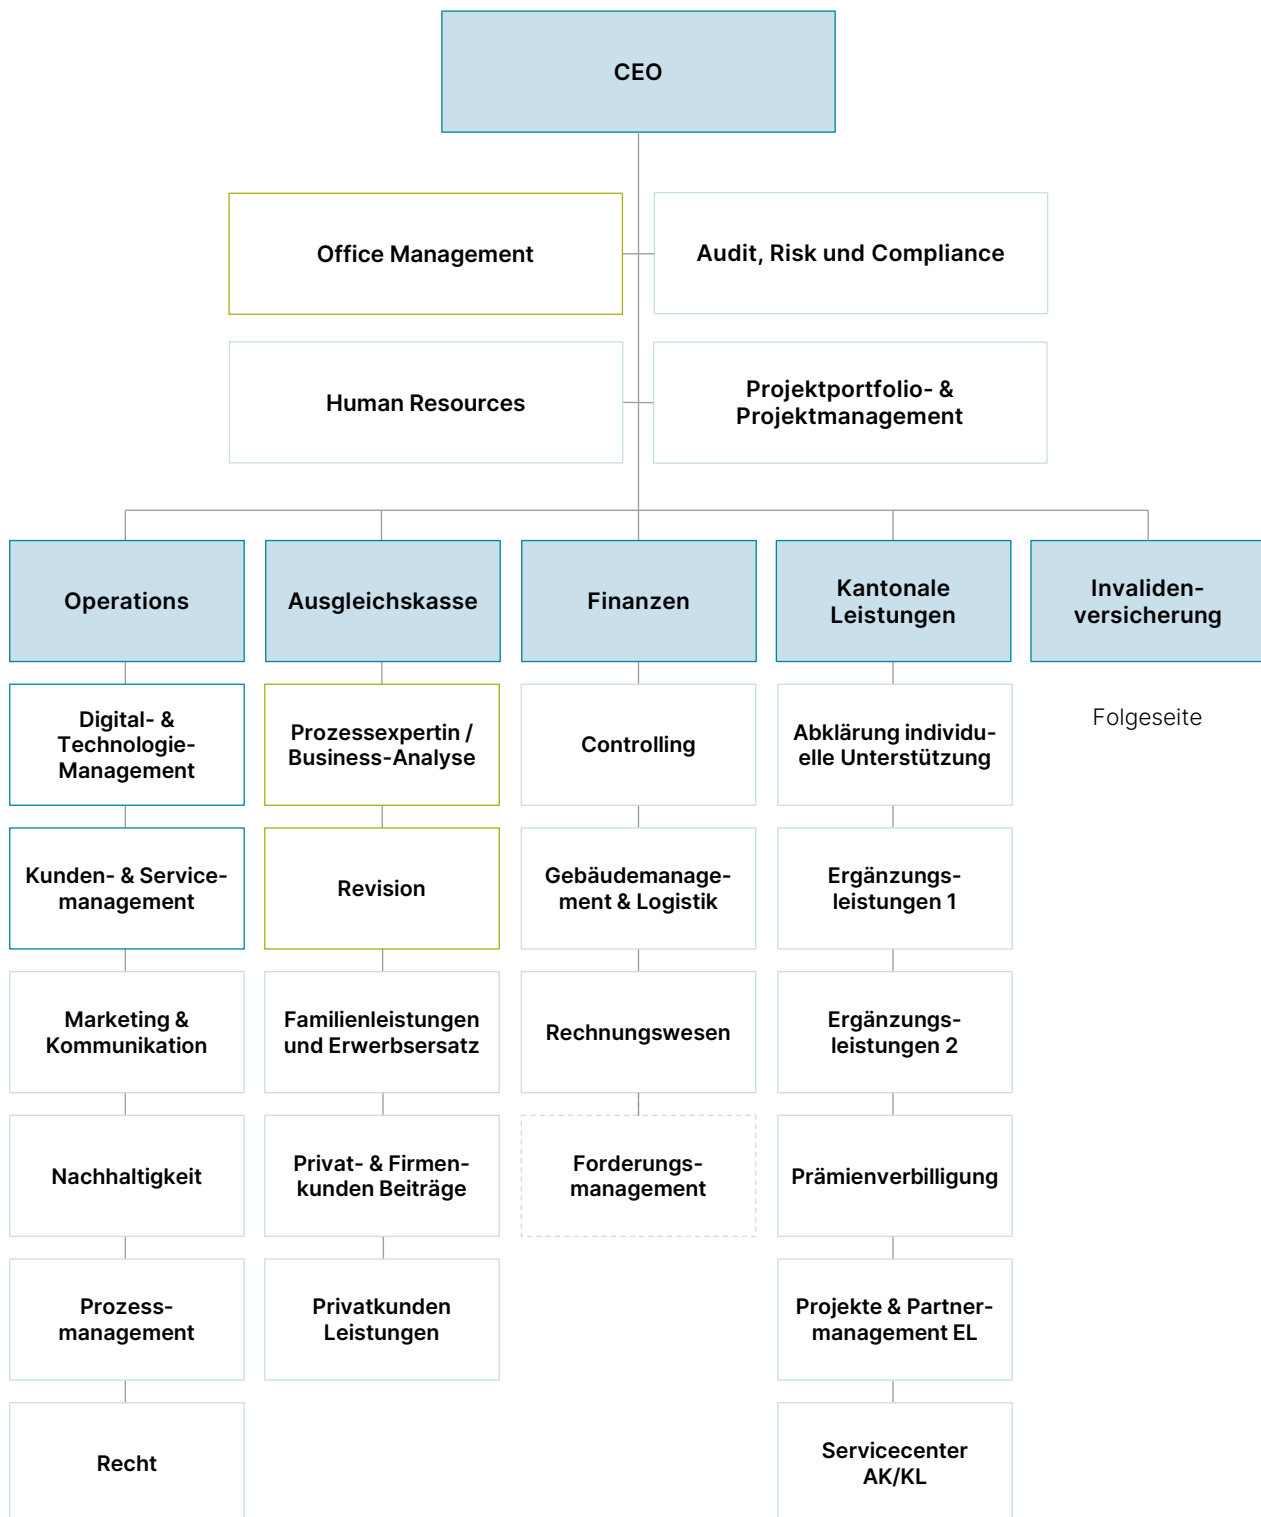 CEO
Office Management
Audit, Risk und Compliance
Human Resources
Projektportfolio- &
Projektmanagement
Operations
Ausgleichskasse
Finanzen
Kantonale
Leistungen
Invaliden-
versicherung
Digital- &
Technologie-
Management
Prozessexpertin /
Business-Analyse
Controlling
Abklärung individu-
elle Unterstützung
Folgeseite
Kunden- & Service-
management
Revision
Gebäudemanage-
ment & Logistik
Ergänzungs-
leistungen 1
Marketing &
Kommunikation
Familienleistungen
und Erwerbsersatz
Rechnungswesen
Ergänzungs-
leistungen 2
Nachhaltigkeit
Privat- & Firmen-
kunden Beiträge
Forderungs-
management
Prämienverbilligung
Prozess-
management
Privatkunden
Leistungen
Projekte & Partner-
management EL
Recht
Servicecenter
AK/KL